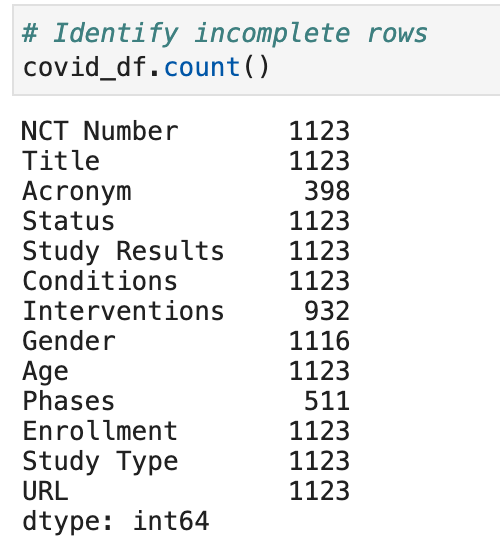 # Identify incomplete rows
covid_df.count()
NCT Number 1123
Title 1123
Acronym 398
Status 1123
Study Results 1123
Conditions 1123
Interventions 932
Gender 1116
Age 1123
Phases 511
Enrollment 1123
Study Type 1123
URL 1123
dtype: int64